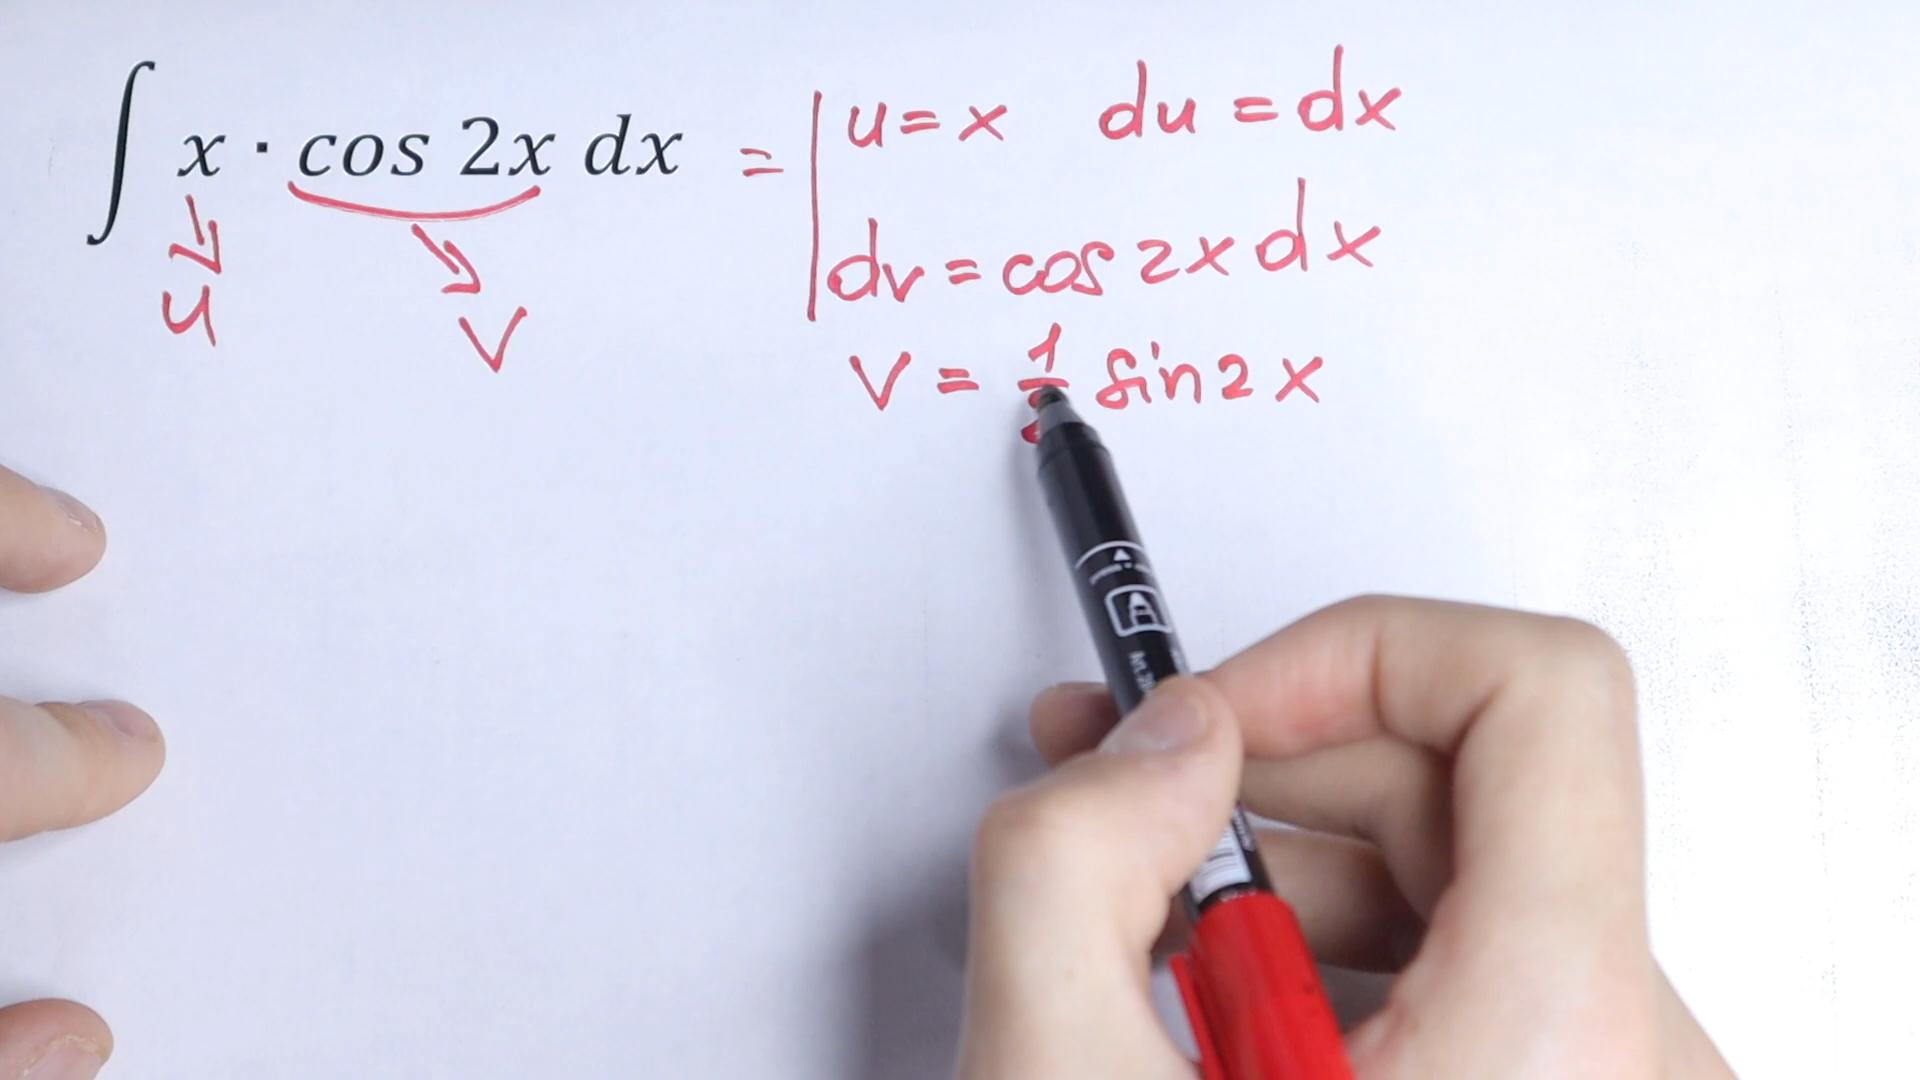 ∫ x · cos 2x dx = | u = x du = dx
u v dv = cos 2x dx
v = 1/2 sin 2x